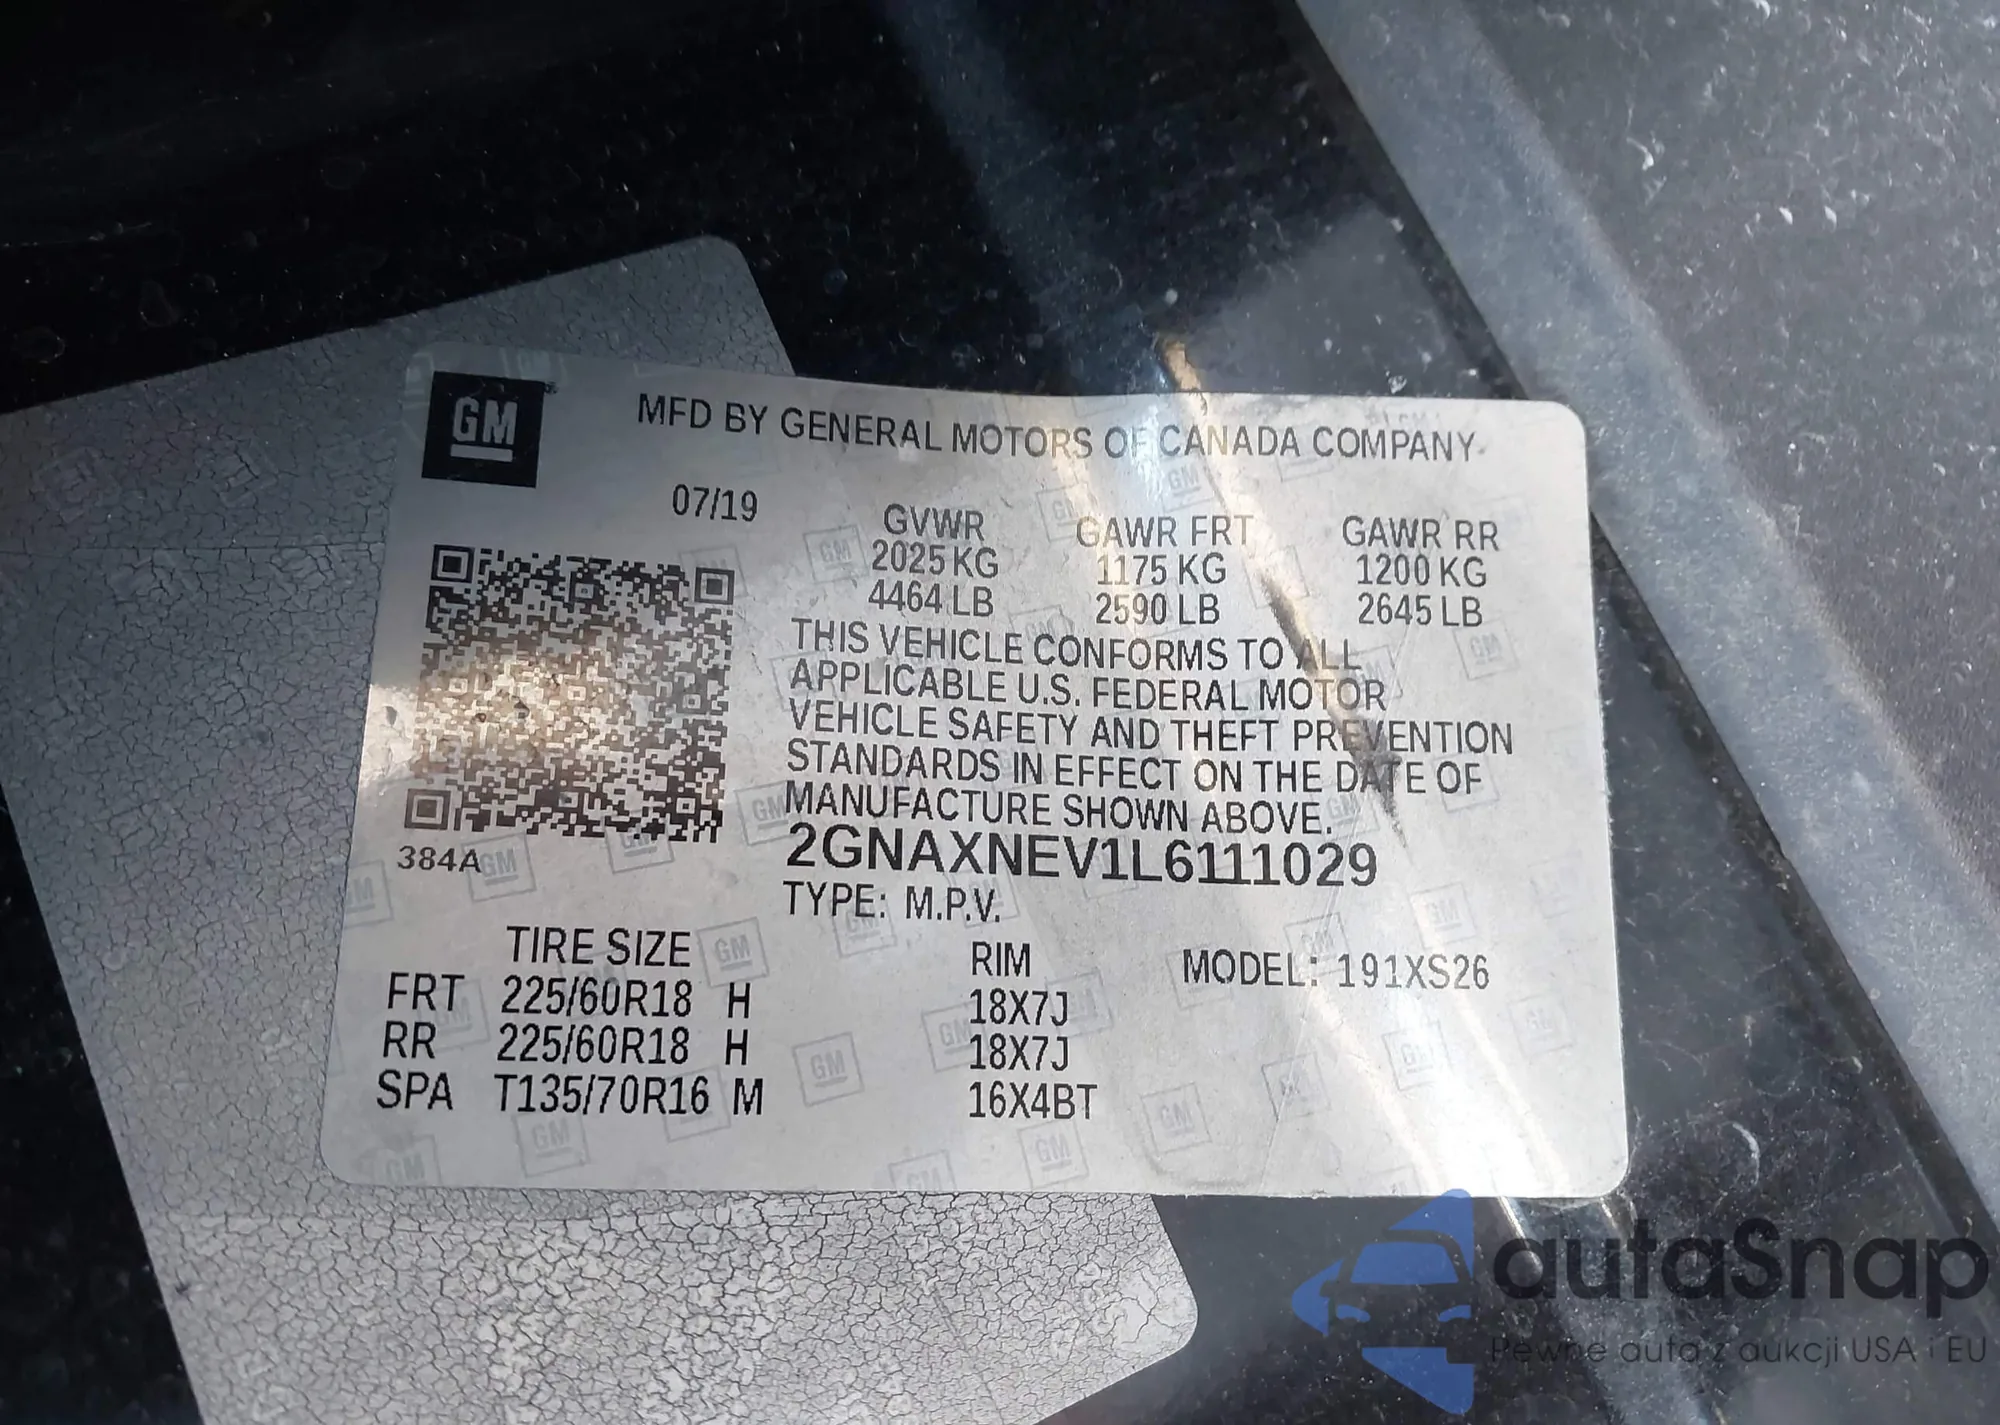 GM
MFD BY GENERAL MOTORS OF CANADA COMPANY
07/19
GVWR GAWR FRT GAWR RR
2025 KG 1175 KG 1200 KG
4464 LB 2590 LB 2645 LB
THIS VEHICLE CONFORMS TO ALL
APPLICABLE U.S. FEDERAL MOTOR
VEHICLE SAFETY AND THEFT PREVENTION
STANDARDS IN EFFECT ON THE DATE OF
MANUFACTURE SHOWN ABOVE.
384A
2GNAXNEV1L6111029
TYPE: M.P.V.
TIRE SIZE RIM MODEL: 191XS26
FRT 225/60R18 H 18X7J
RR 225/60R18 H 18X7J
SPA T135/70R16 M 16X4BT
autaSnap
Pewne auta z aukcji USA i EU